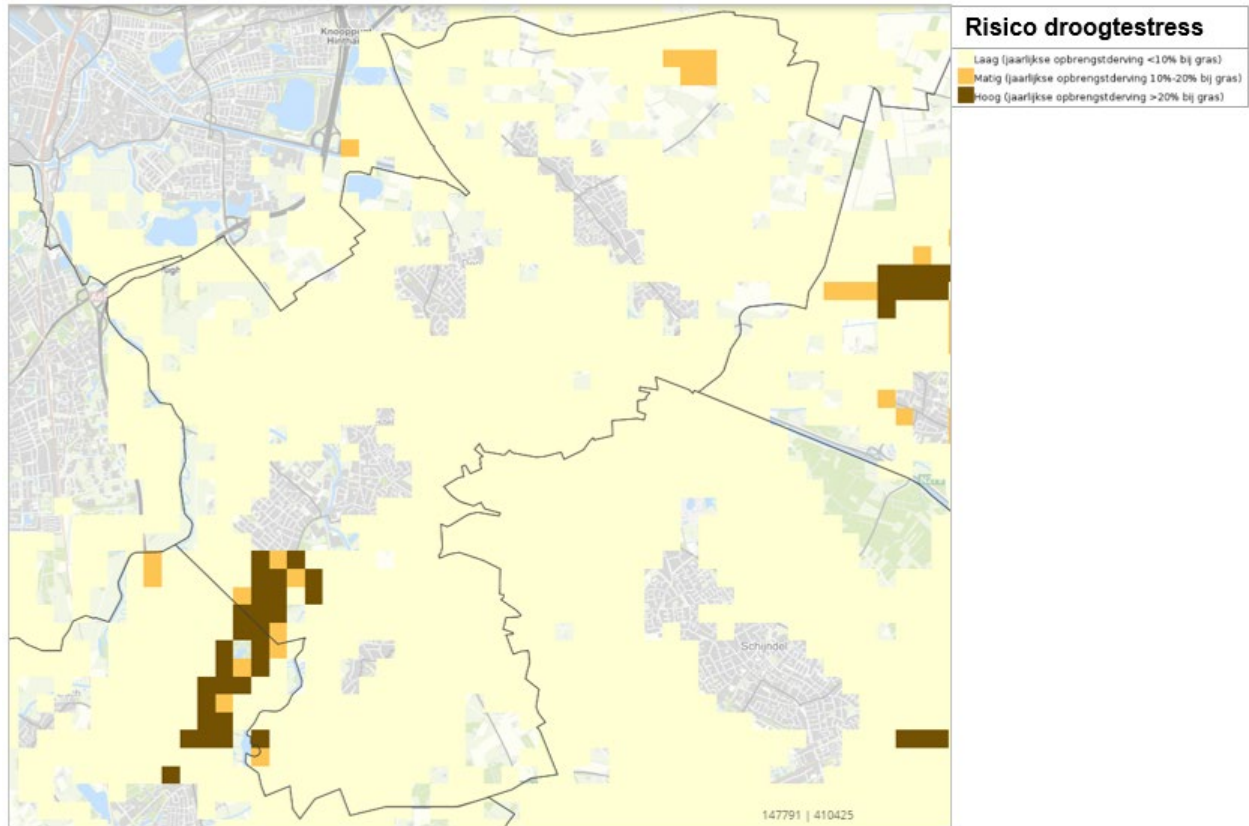 Risico droogtestress
Laag (jaarlijkse opbrengstderving <10% bij gras)
Matig (jaarlijkse opbrengstderving 10%-20% bij gras)
Hoog (jaarlijkse opbrengstderving >20% bij gras)
Schijndel
147791 | 410425